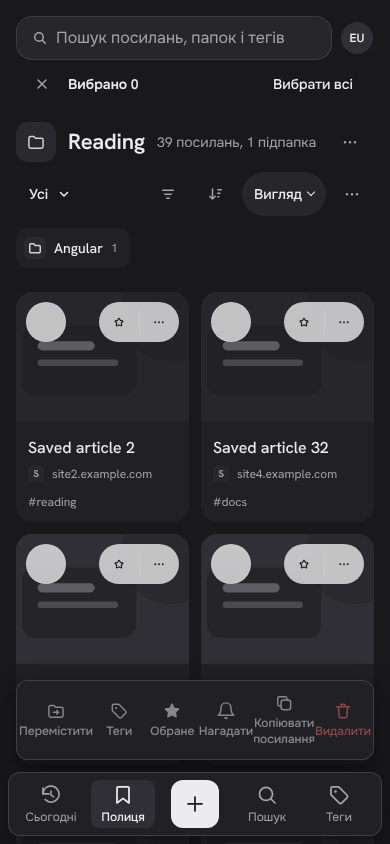 Пошук посилань, папок і тегів
EU
Вибрано 0
Вибрати всі
Reading
39 посилань, 1 підпапка
Усі
Вигляд
Angular 1
Saved article 2
S site2.example.com
#reading
Saved article 32
S site4.example.com
#docs
Перемістити
Теги
Обране
Нагадати
Копіювати
посилання
Видалити
Сьогодні
Полиця
Пошук
Теги